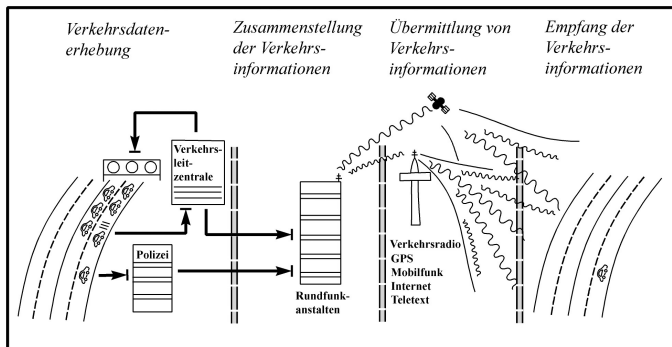 Verkehrsdaten-
erhebung
Zusammenstellung
der Verkehrs-
informationen
Übermittlung von
Verkehrs-
informationen
Empfang der
Verkehrs-
informationen
Verkehrs-
leit-
zentrale
Polizei
Rundfunk-
anstalten
Verkehrsradio
GPS
Mobilfunk
Internet
Teletext